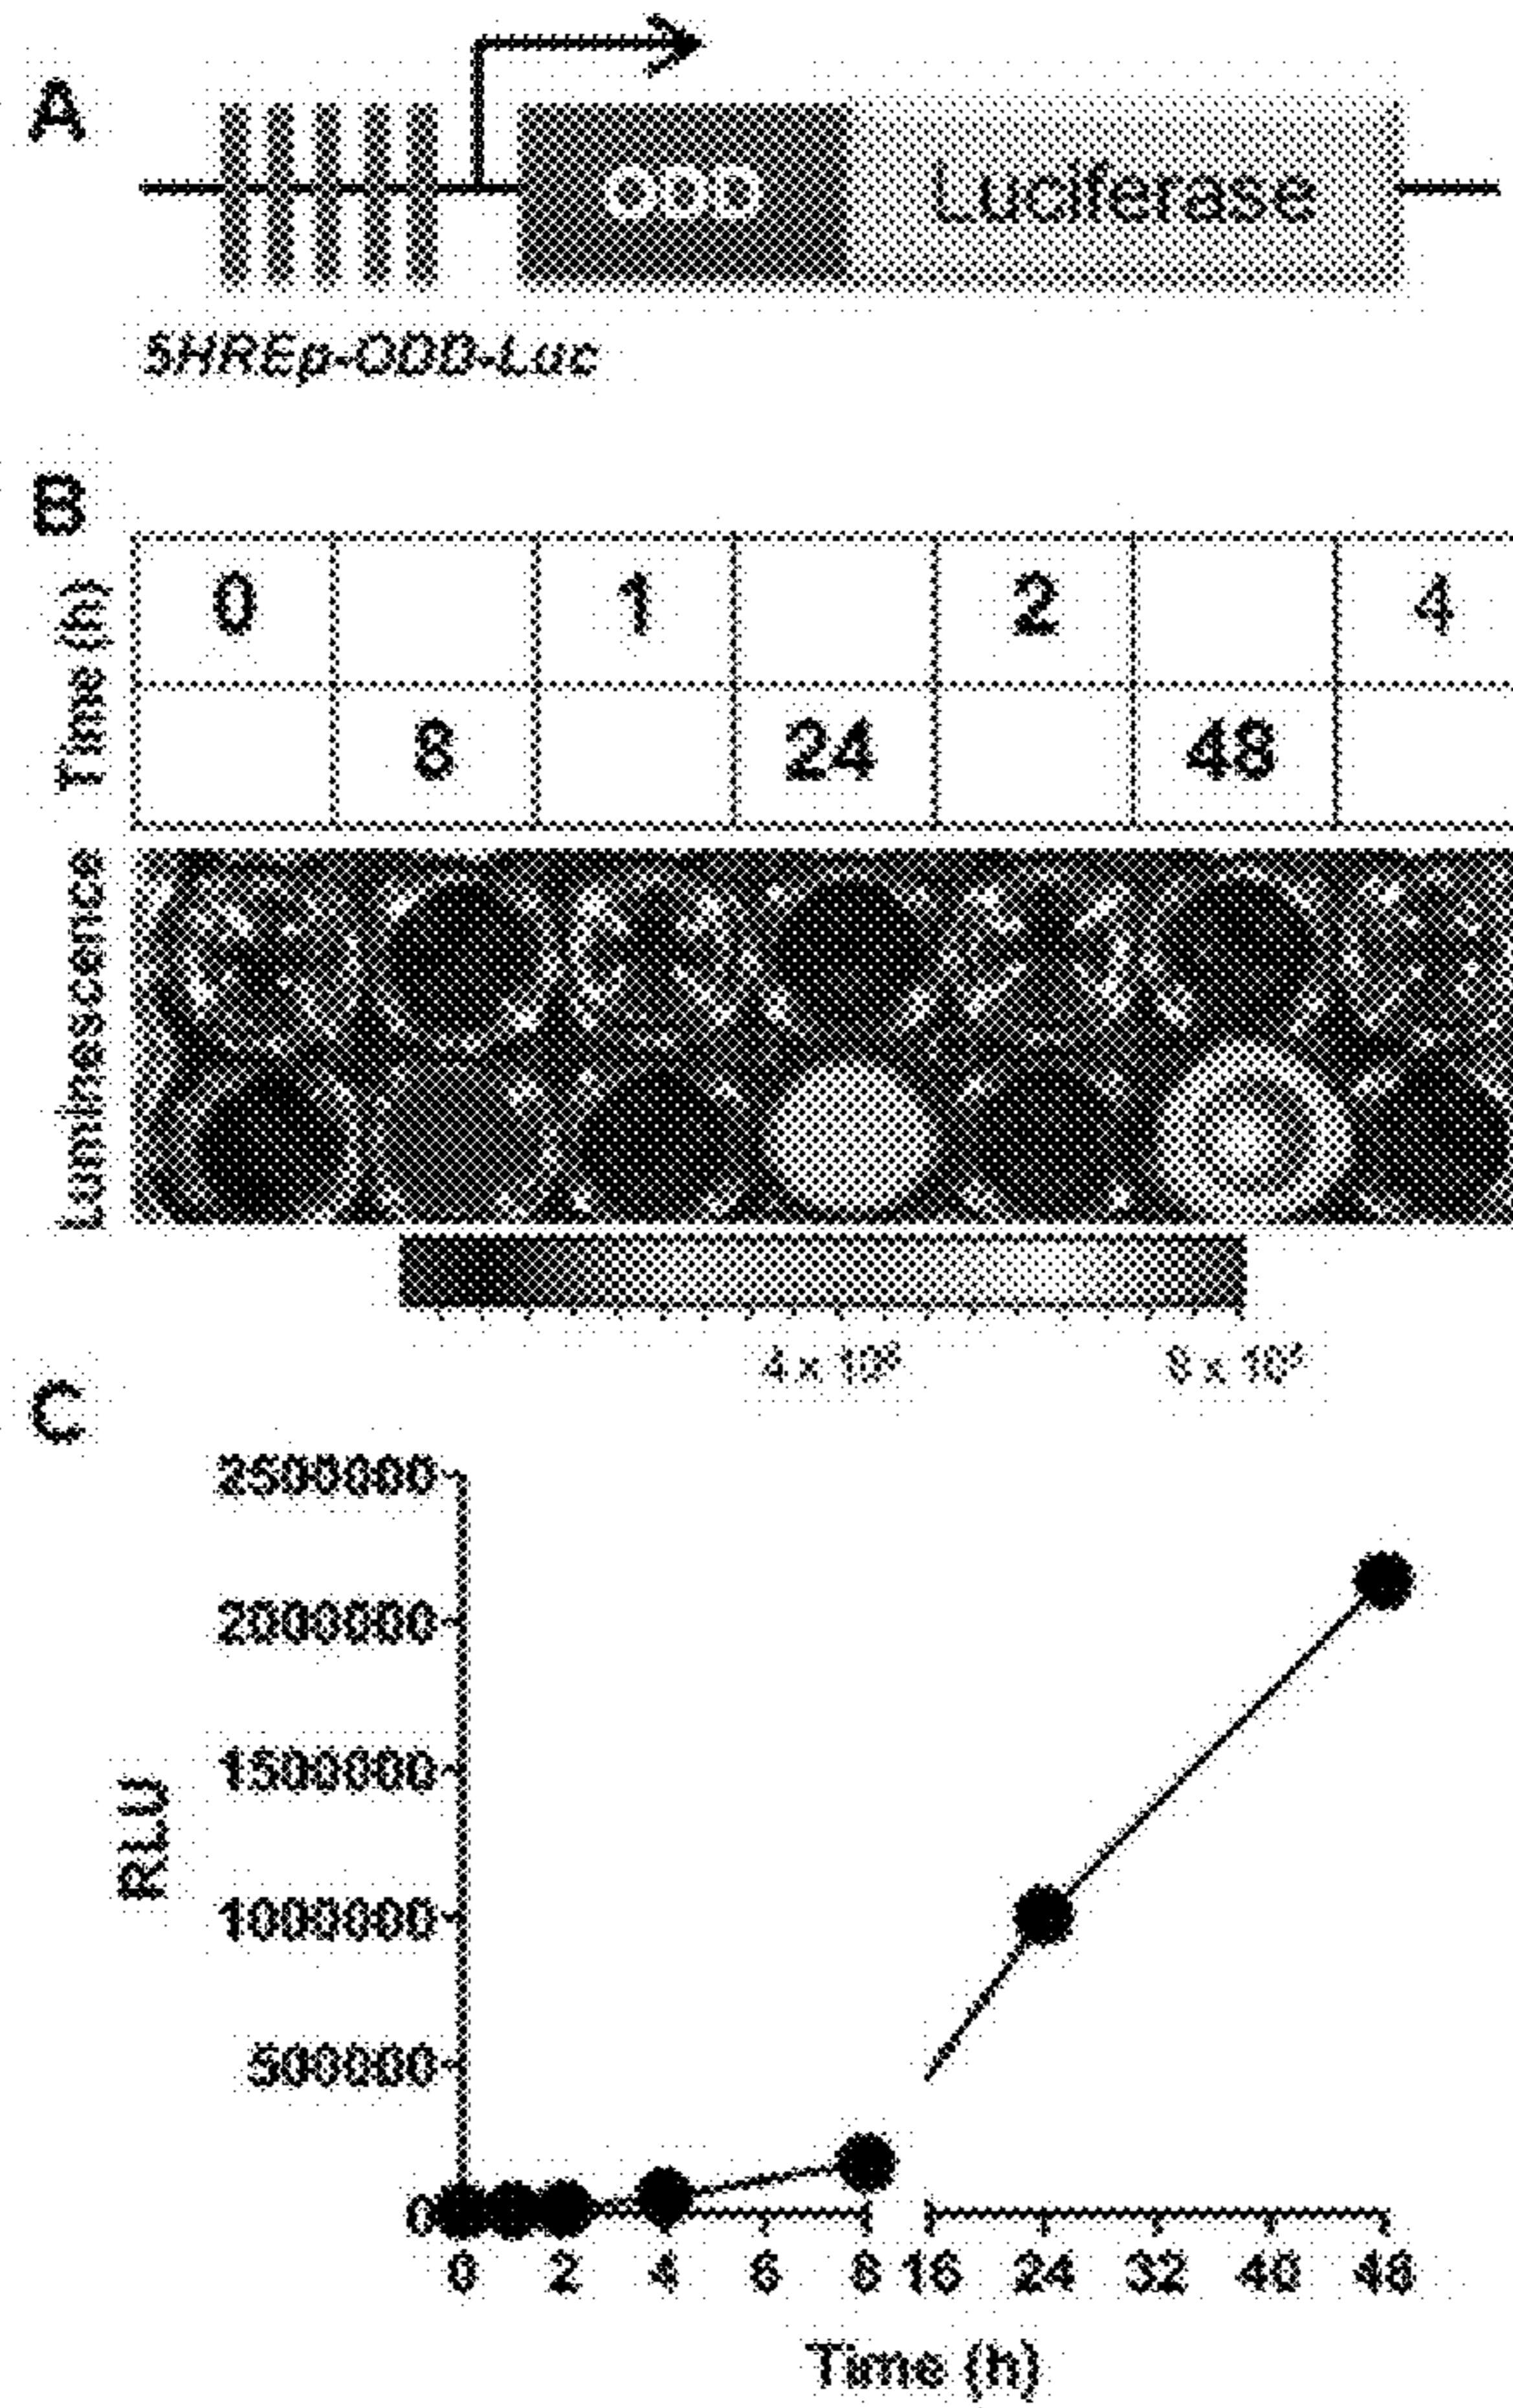 A
ODD Luciferase
5HREp-ODD-Luc
B
Time (h)
0 1 2 4
8 24 48
Luminescence
C
2500000
2000000
1500000
1000000
500000
0
RLU
0 2 4 6 8 16 24 32 40 48
Time (h)